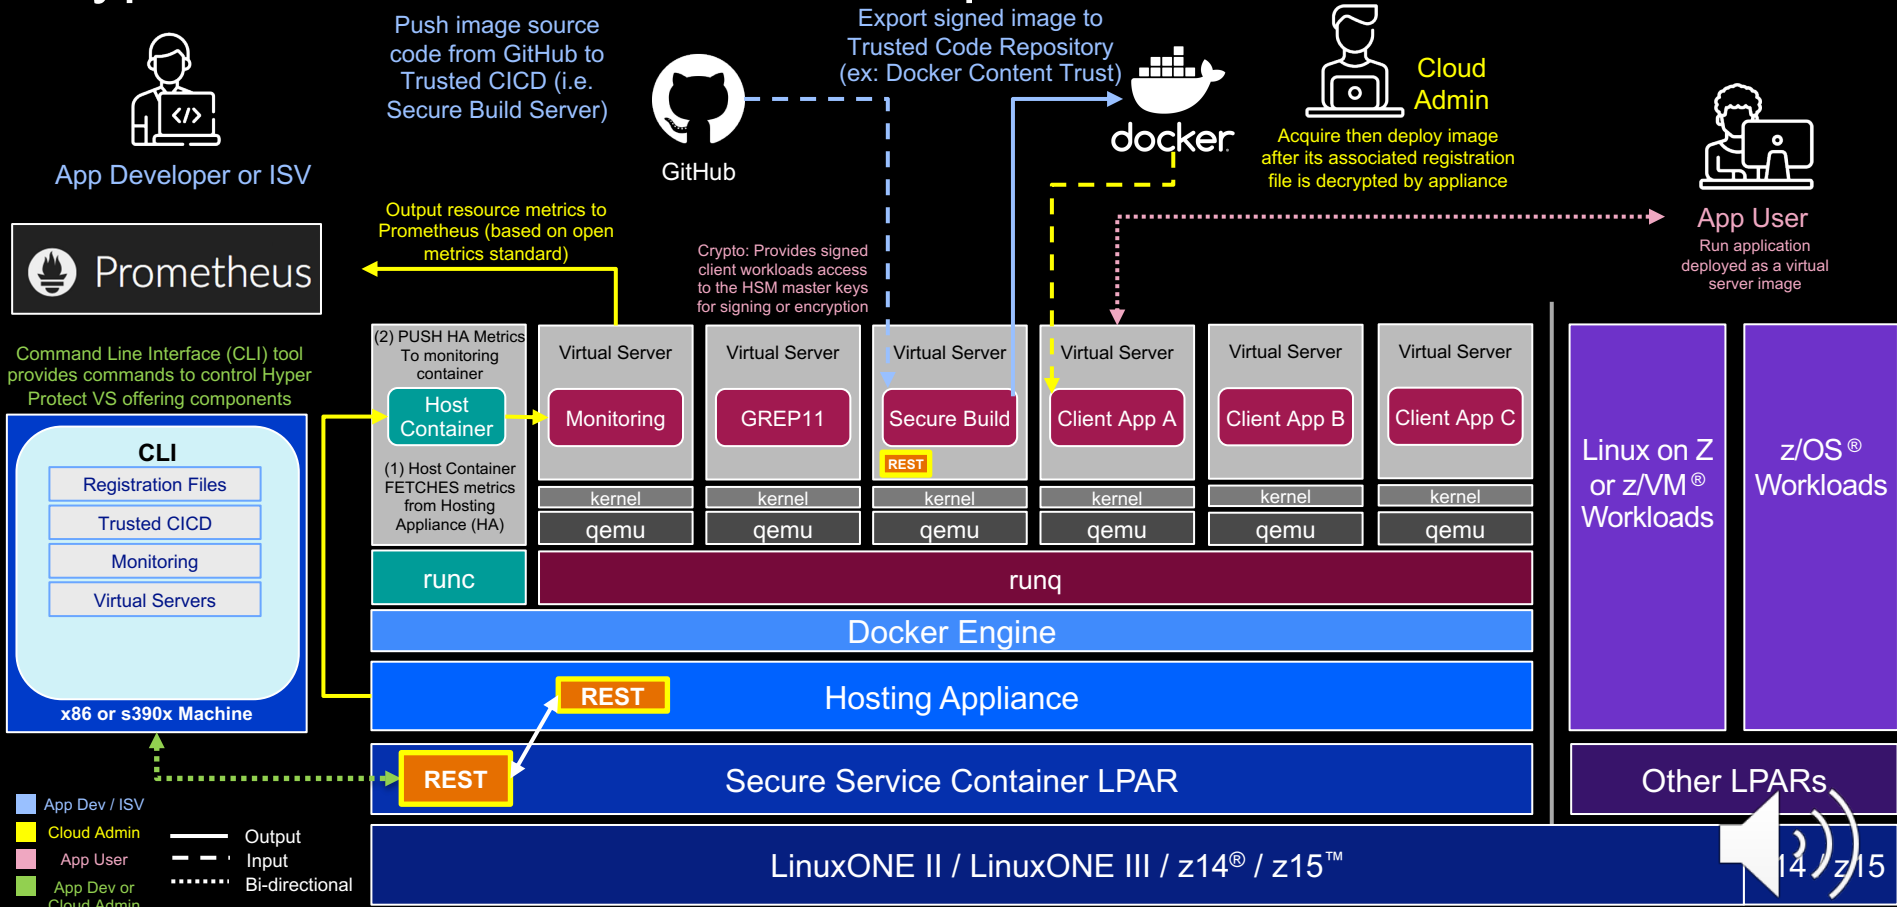 Push image source
code from GitHub to
Trusted CICD (i.e.
Secure Build Server)
Export signed image to
Trusted Code Repository
(ex: Docker Content Trust)
Cloud
Admin
Acquire then deploy image
after its associated registration
file is decrypted by appliance
App Developer or ISV
GitHub
docker
App User
Run application
deployed as a virtual
server image
Output resource metrics to
Prometheus (based on open
metrics standard)
Prometheus
Crypto: Provides signed
client workloads access
to the HSM master keys
for signing or encryption
Command Line Interface (CLI) tool
provides commands to control Hyper
Protect VS offering components
CLI
Registration Files
Trusted CICD
Monitoring
Virtual Servers
x86 or s390x Machine
(2) PUSH HA Metrics
To monitoring
container
Host
Container
(1) Host Container
FETCHES metrics
from Hosting
Appliance (HA)
Virtual Server
Monitoring
kernel
qemu
Virtual Server
GREP11
kernel
qemu
Virtual Server
Secure Build
REST
kernel
qemu
Virtual Server
Client App A
kernel
qemu
Virtual Server
Client App B
kernel
qemu
Virtual Server
Client App C
kernel
qemu
runc
runq
Docker Engine
REST
Hosting Appliance
REST
Secure Service Container LPAR
LinuxONE II / LinuxONE III / z14® / z15™
Linux on Z
or z/VM®
Workloads
z/OS®
Workloads
Other LPARs
14 / z15
App Dev / ISV
Cloud Admin
App User
App Dev or
Cloud Admin
Output
Input
Bi-directional